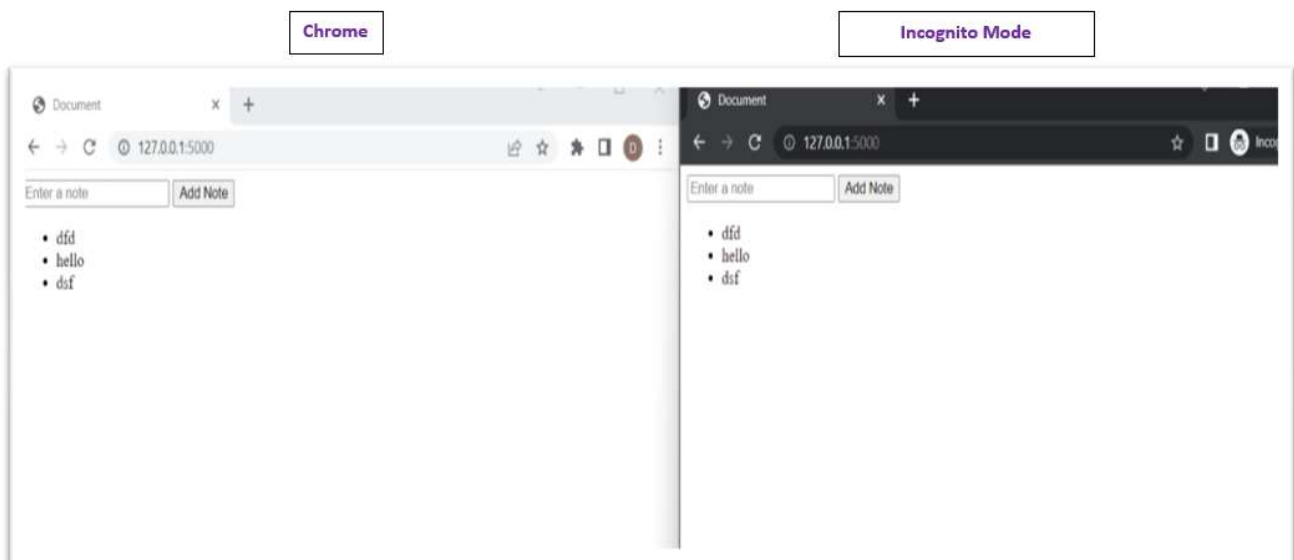 Chrome
Incognito Mode
Document
127.0.0.1:5000
Enter a note
Add Note
dfd
hello
dsf
Document
127.0.0.1:5000
Inco
Enter a note
Add Note
dfd
hello
dsf
D